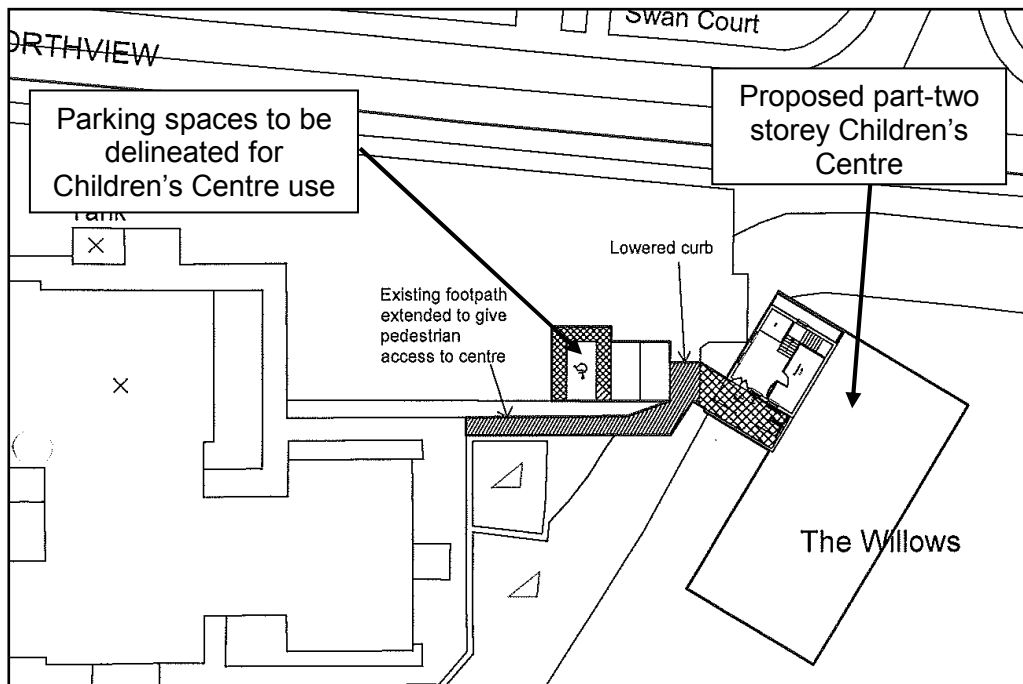 Swan Court
ORTHVIEW
Parking spaces to be
delineated for
Children's Centre use
Proposed part-two
storey Children's
Centre
Tank
Lowered curb
Existing footpath
extended to give
pedestrian
access to centre
The Willows